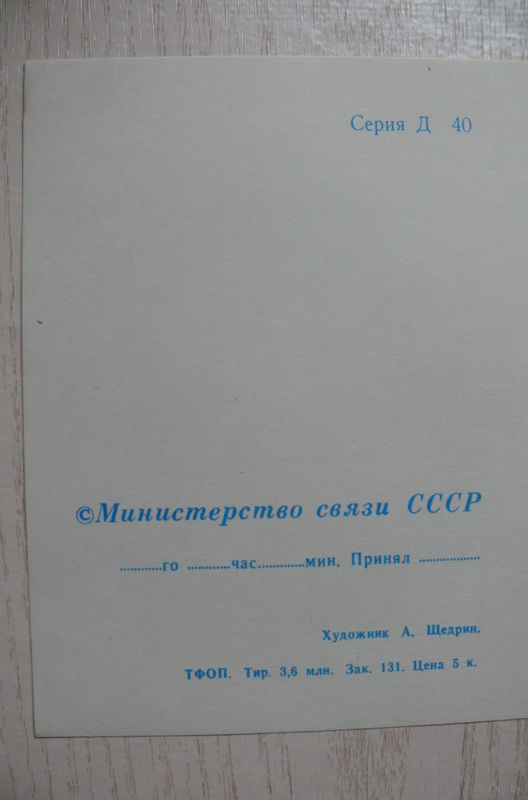 Серия Д 40
©Министерство связи СССР
............го ............час.............мин. Принял .................
Художник А. Щедрин.
ТФОП. Тир. 3,6 млн. Зак. 131. Цена 5 к.